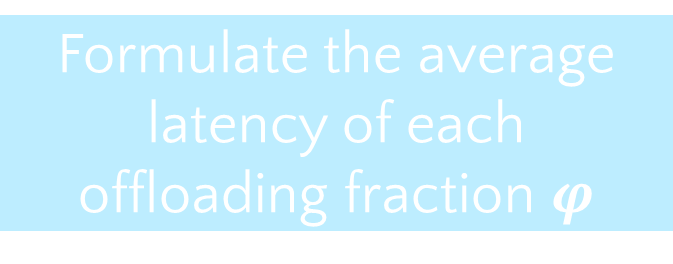 Formulate the average
latency of each
offloading fraction φ